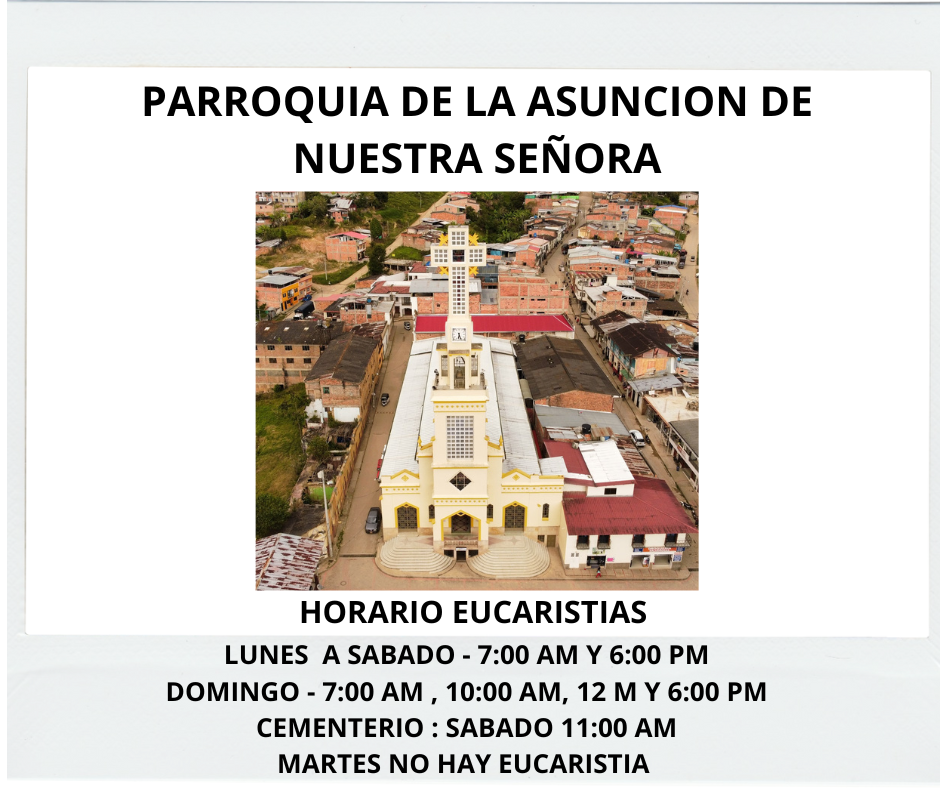 PARROQUIA DE LA ASUNCION DE
NUESTRA SEÑORA
HORARIO EUCARISTIAS
LUNES A SABADO - 7:00 AM Y 6:00 PM
DOMINGO - 7:00 AM , 10:00 AM, 12 M Y 6:00 PM
CEMENTERIO : SABADO 11:00 AM
MARTES NO HAY EUCARISTIA